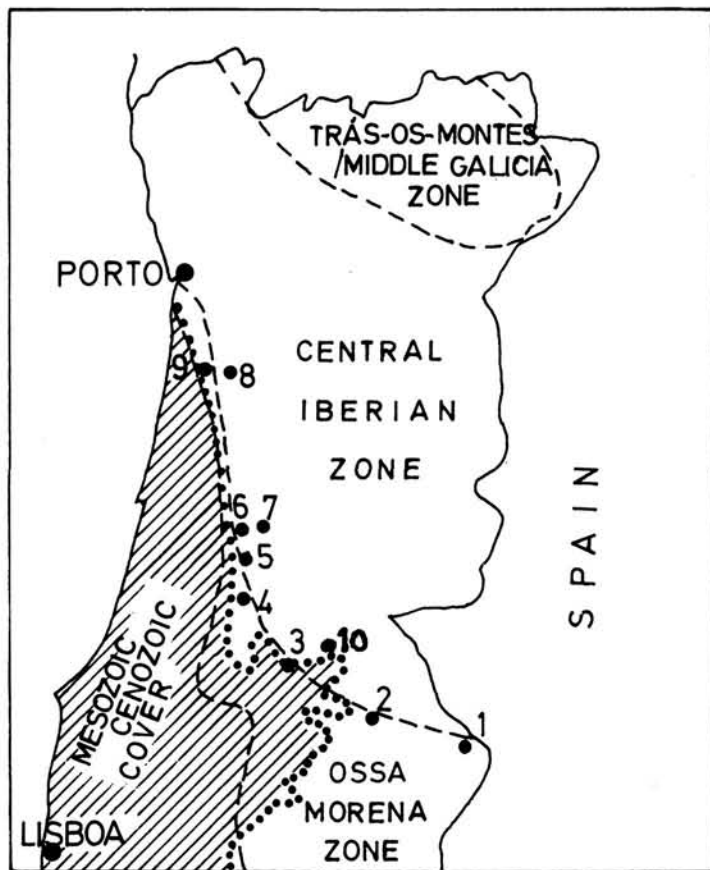 TRÁS-OS-MONTES
/MIDDLE GALICIA
ZONE
PORTO
CENTRAL
IBERIAN
ZONE
9
8
6
7
5
4
3
10
2
1
SPAIN
MESOZOIC
CENOZOIC
COVER
OSSA
MORENA
ZONE
LISBOA